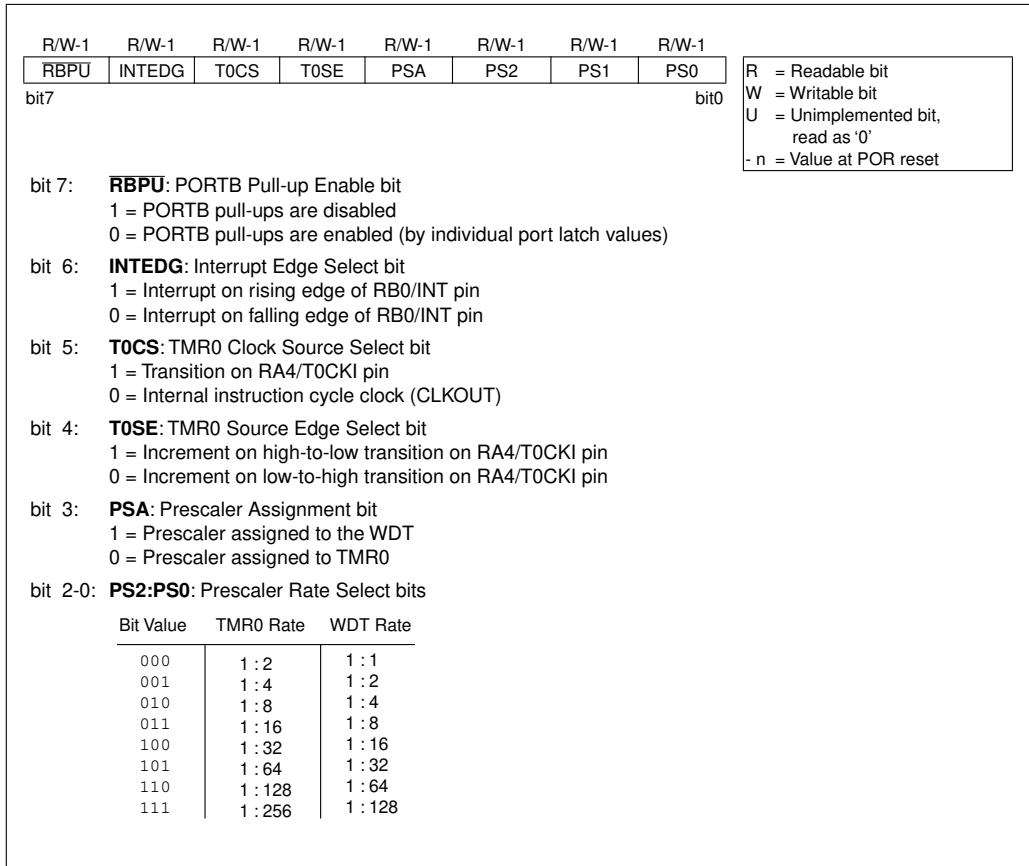 R/W-1 R/W-1 R/W-1 R/W-1 R/W-1 R/W-1 R/W-1 R/W-1
RBPU INTEDG T0CS T0SE PSA PS2 PS1 PS0
bit7 bit0
R = Readable bit
W = Writable bit
U = Unimplemented bit,
read as ‘0’
- n = Value at POR reset
bit 7: RBPU: PORTB Pull-up Enable bit
1 = PORTB pull-ups are disabled
0 = PORTB pull-ups are enabled (by individual port latch values)
bit 6: INTEDG: Interrupt Edge Select bit
1 = Interrupt on rising edge of RB0/INT pin
0 = Interrupt on falling edge of RB0/INT pin
bit 5: T0CS: TMR0 Clock Source Select bit
1 = Transition on RA4/T0CKI pin
0 = Internal instruction cycle clock (CLKOUT)
bit 4: T0SE: TMR0 Source Edge Select bit
1 = Increment on high-to-low transition on RA4/T0CKI pin
0 = Increment on low-to-high transition on RA4/T0CKI pin
bit 3: PSA: Prescaler Assignment bit
1 = Prescaler assigned to the WDT
0 = Prescaler assigned to TMR0
bit 2-0: PS2:PS0: Prescaler Rate Select bits
Bit Value TMR0 Rate WDT Rate
000 1 : 2 1 : 1
001 1 : 4 1 : 2
010 1 : 8 1 : 4
011 1 : 16 1 : 8
100 1 : 32 1 : 16
101 1 : 64 1 : 32
110 1 : 128 1 : 64
111 1 : 256 1 : 128